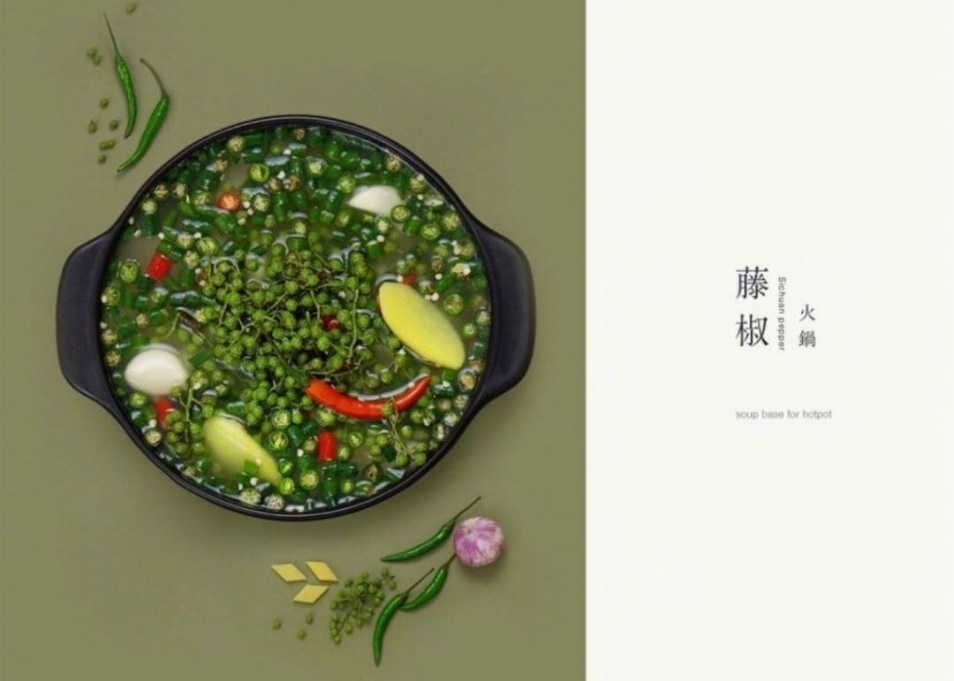 藤椒
Sichuan pepper
火鍋
soup base for hotpot